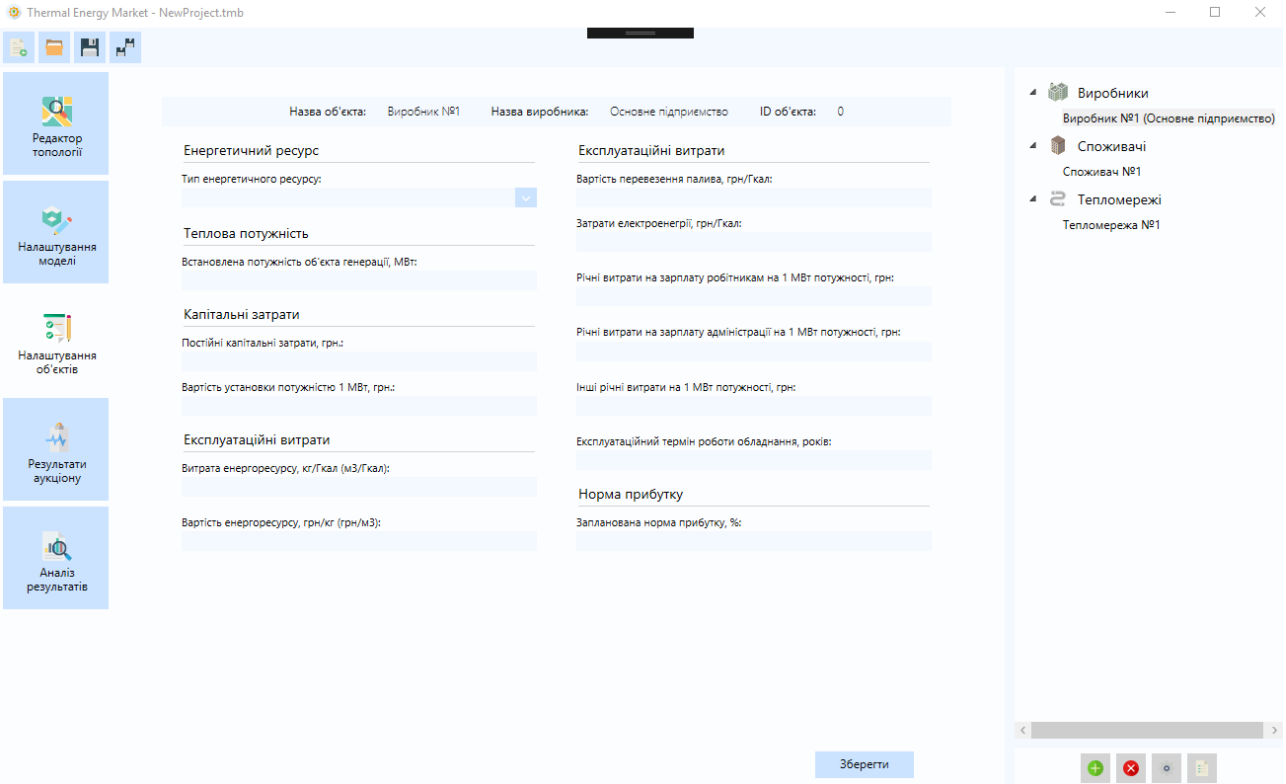 Thermal Energy Market - NewProject.tmb
Редактор
топології
Налаштування
моделі
Налаштування
об'єктів
Результати
аукціону
Аналіз
результатів
Назва об'єкта: Виробник №1 Назва виробника: Основне підприємство ID об'єкта: 0
Енергетичний ресурс
Тип енергетичного ресурсу:
Теплова потужність
Встановлена потужність об'єкта генерації, МВт:
Капітальні затрати
Постійні капітальні затрати, грн.:
Вартість установки потужністю 1 МВт, грн.:
Експлуатаційні витрати
Витрата енергоресурсу, кг/Гкал (м3/Гкал):
Вартість енергоресурсу, грн/кг (грн/м3):
Експлуатаційні витрати
Вартість перевезення палива, грн/Гкал:
Затрати електроенергії, грн/Гкал:
Річні витрати на зарплату робітникам на 1 МВт потужності, грн:
Річні витрати на зарплату адміністрації на 1 МВт потужності, грн:
Інші річні витрати на 1 МВт потужності, грн:
Експлуатаційний термін роботи обладнання, років:
Норма прибутку
Запланована норма прибутку, %:
Зберегти
Виробники
Виробник №1 (Основне підприємство)
Споживачі
Споживач №1
Тепломережі
Тепломережа №1